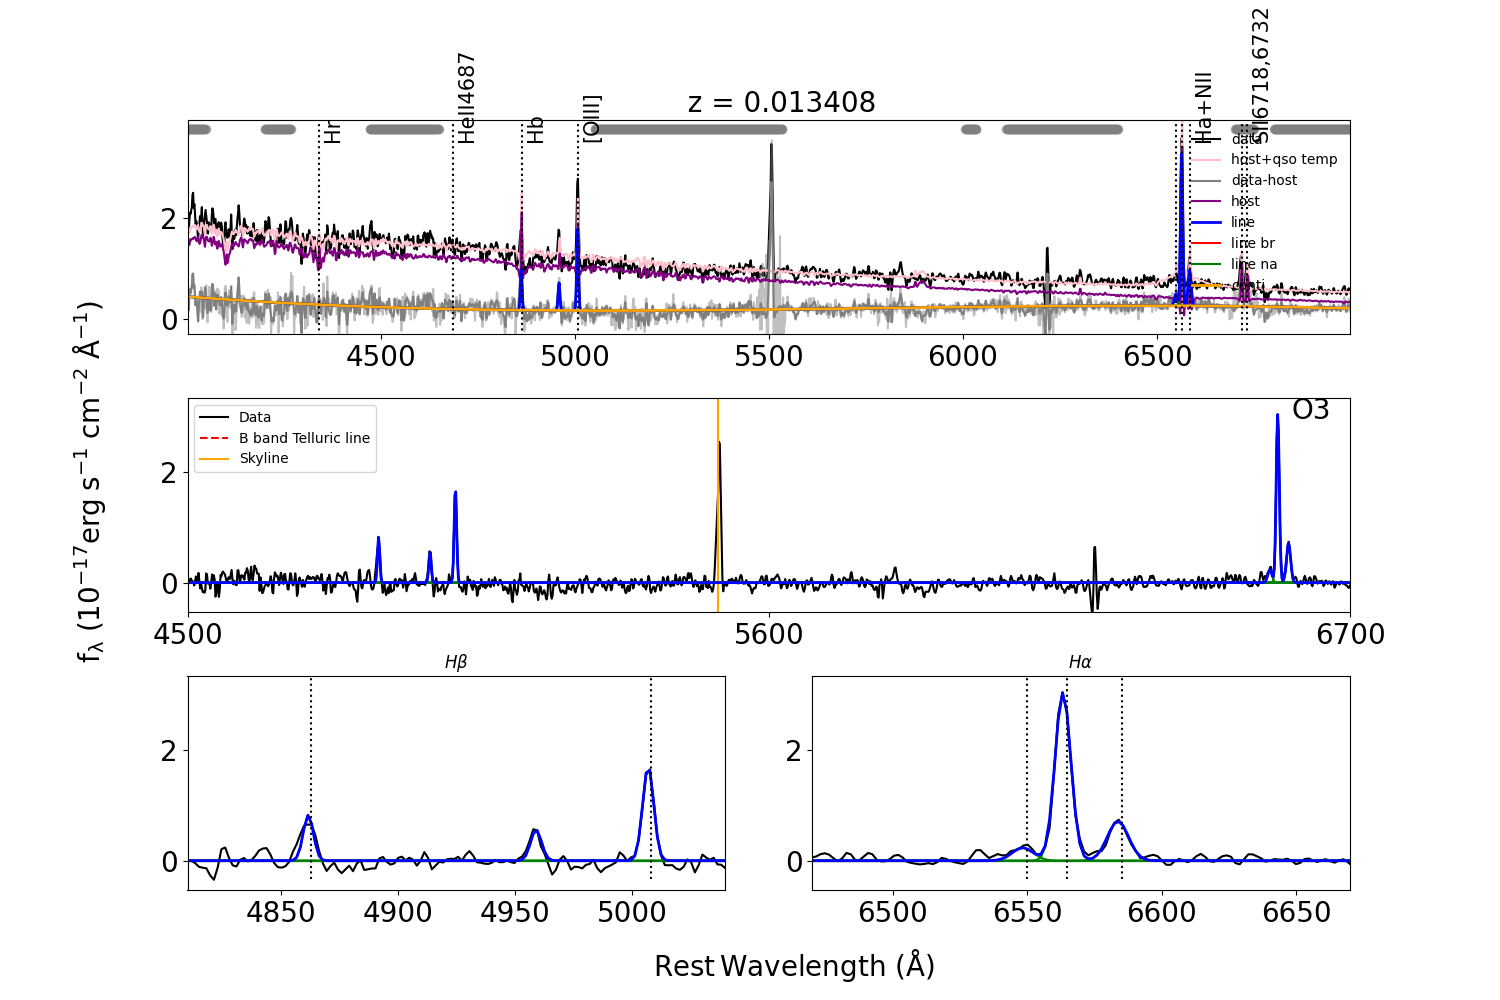 z = 0.013408
Hr
HeII4687
Hb
[OIII]
Ha+NII
SII6718,6732
data
host+qso temp
data-host
host
line
line br
line na
2
0
4500 5000 5500 6000 6500
fλ (10⁻¹⁷erg s⁻¹ cm⁻² Å⁻¹)
Data
B band Telluric line
Skyline
O3
2
0
4500 5600 6700
Hβ
2
0
4850 4900 4950 5000
Hα
2
0
6500 6550 6600 6650
Rest Wavelength (Å)